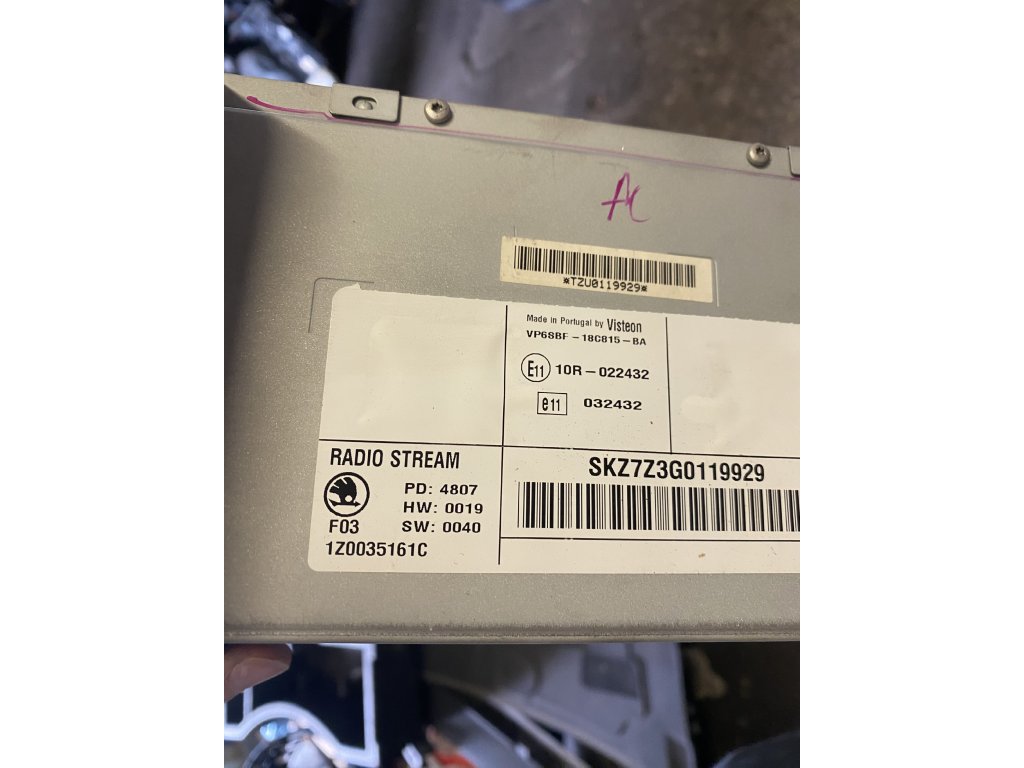 AC
*TZU0119929*
Made in Portugal by Visteon
VP6SBF-18C815-BA
E11 10R-022432
e11 032432
RADIO STREAM
PD: 4807
HW: 0019
F03 SW: 0040
1Z0035161C
SKZ7Z3G0119929